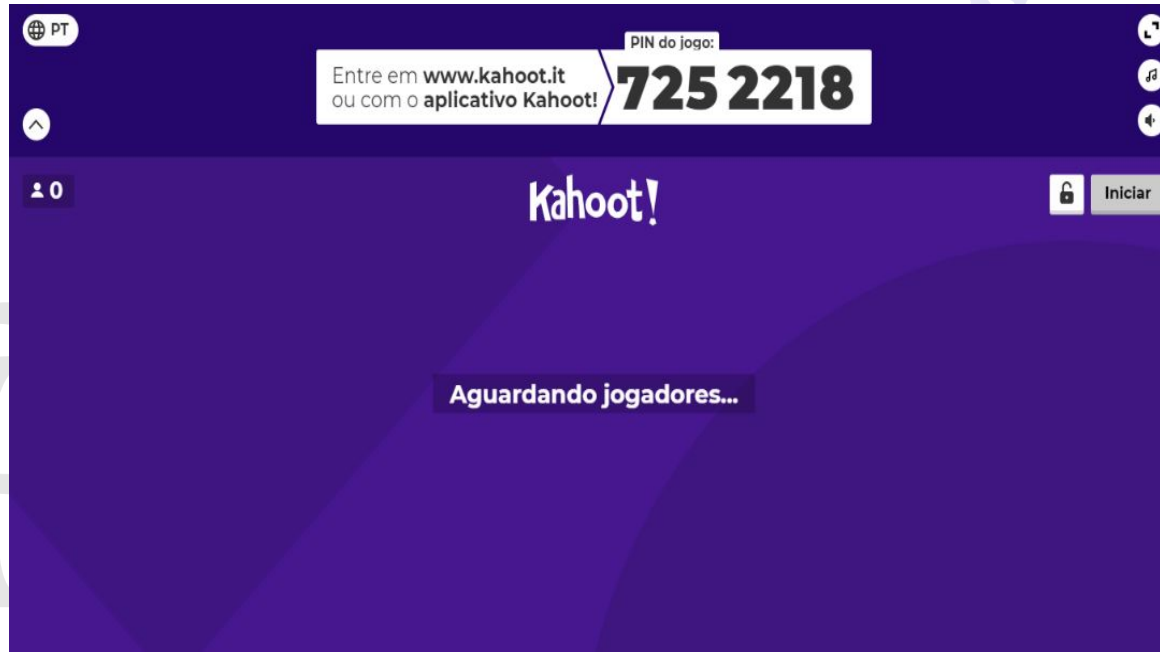 PT
PIN do jogo:
Entre em www.kahoot.it
ou com o aplicativo Kahoot!
725 2218
0
Kahoot!
Iniciar
Aguardando jogadores...